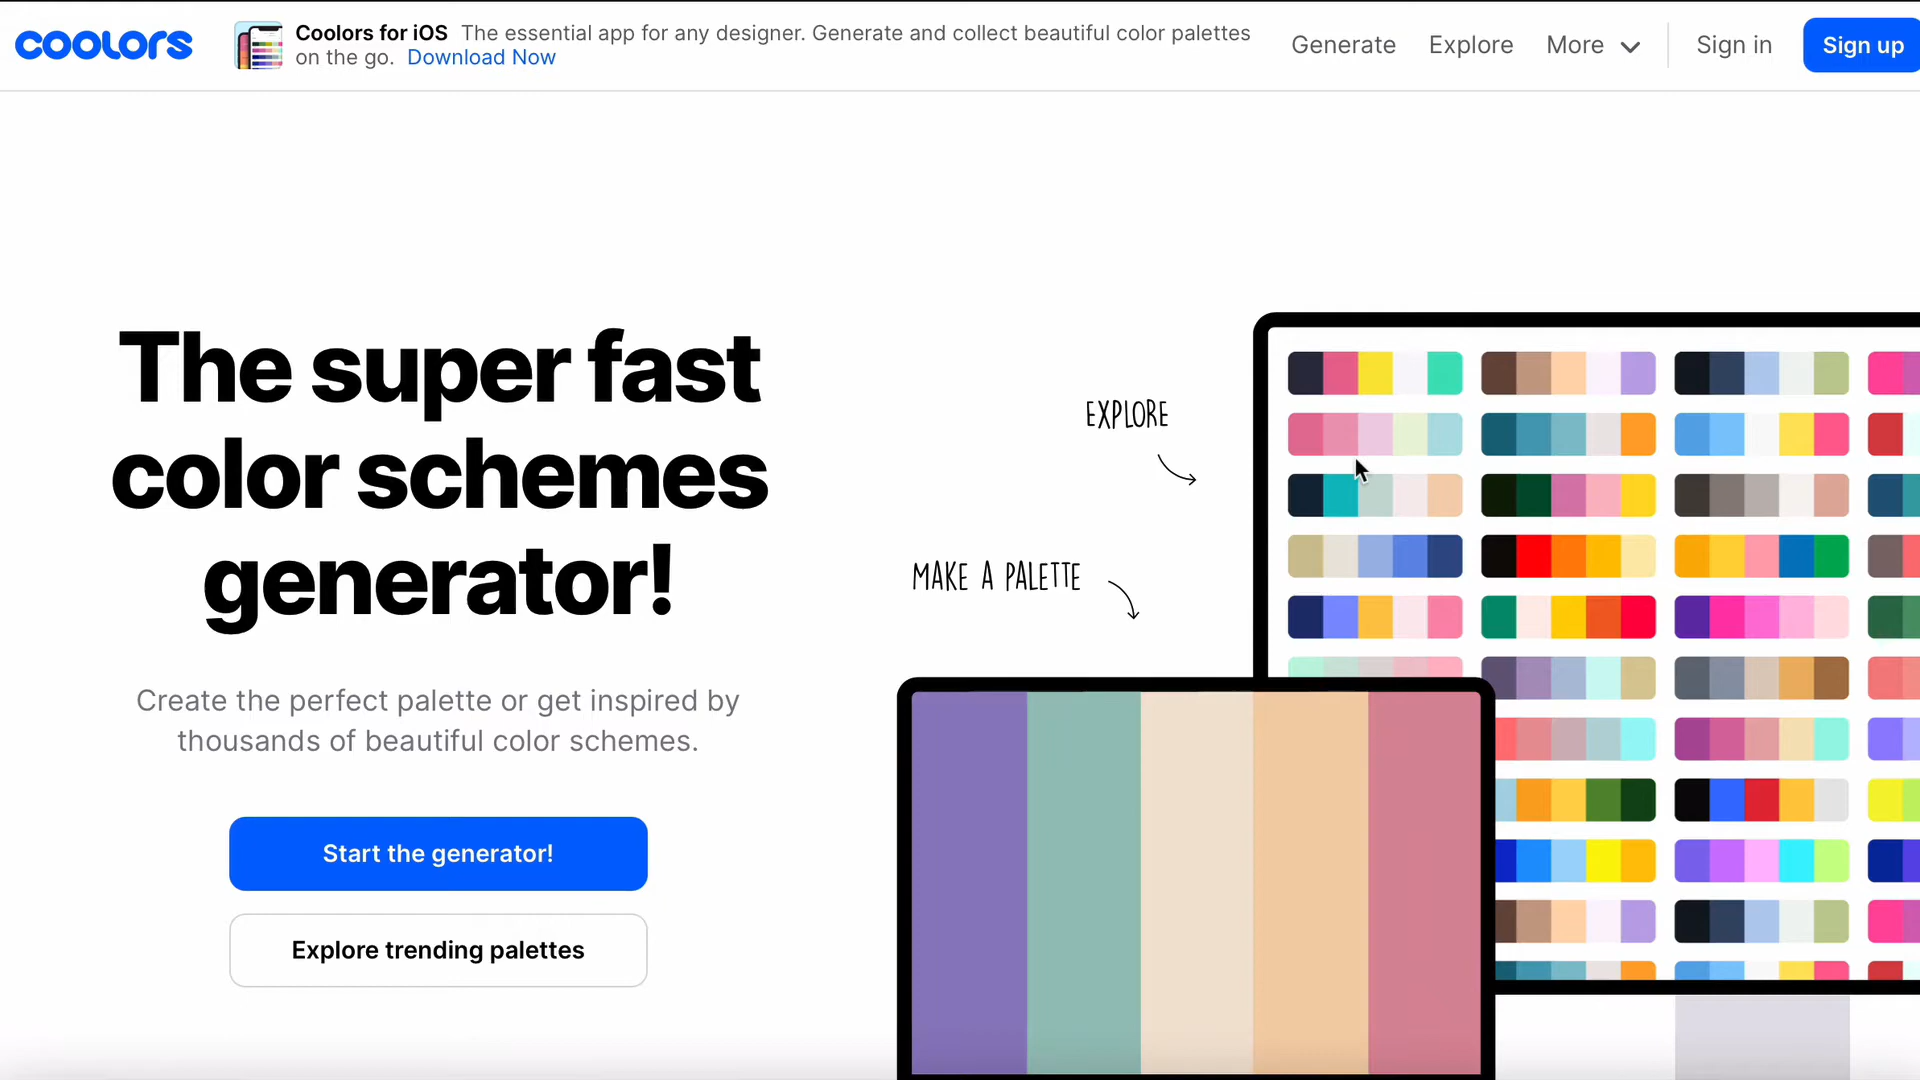 coolors
Coolors for iOS The essential app for any designer. Generate and collect beautiful color palettes
on the go. Download Now
Generate
Explore
More
Sign in
Sign up
The super fast
color schemes
generator!
Create the perfect palette or get inspired by
thousands of beautiful color schemes.
Start the generator!
Explore trending palettes
EXPLORE
MAKE A PALETTE